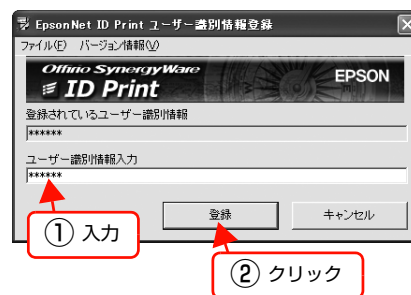 EpsonNet ID Print ユーザー識別情報登録
ファイル(F) バージョン情報(V)
Offirio SynergyWare
ID Print
EPSON
登録されているユーザー識別情報
******
ユーザー識別情報入力
******
登録 キャンセル
① 入力
② クリック